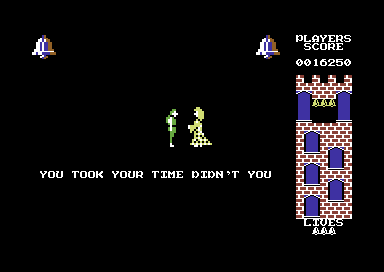 PLAYERS
SCORE
0016250
YOU TOOK YOUR TIME DIDN'T YOU
LIVES